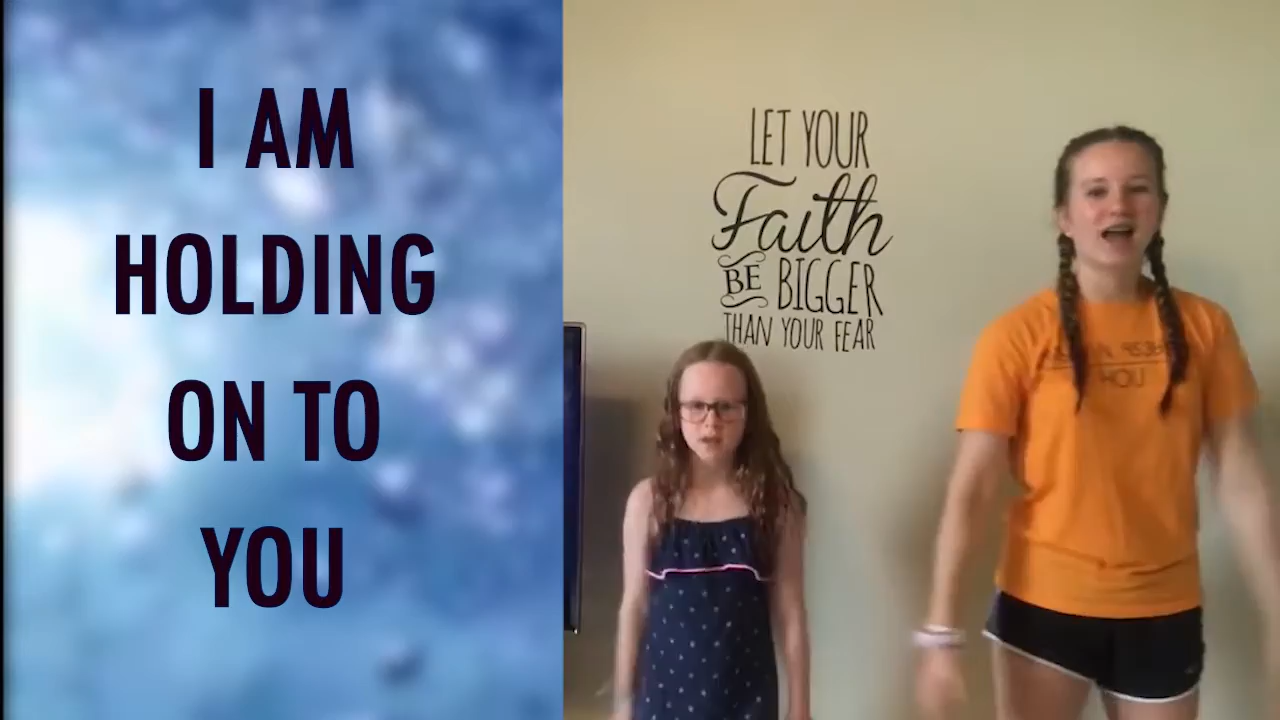 I AM
HOLDING
ON TO
YOU
LET YOUR
Faith
BE BIGGER
THAN YOUR FEAR